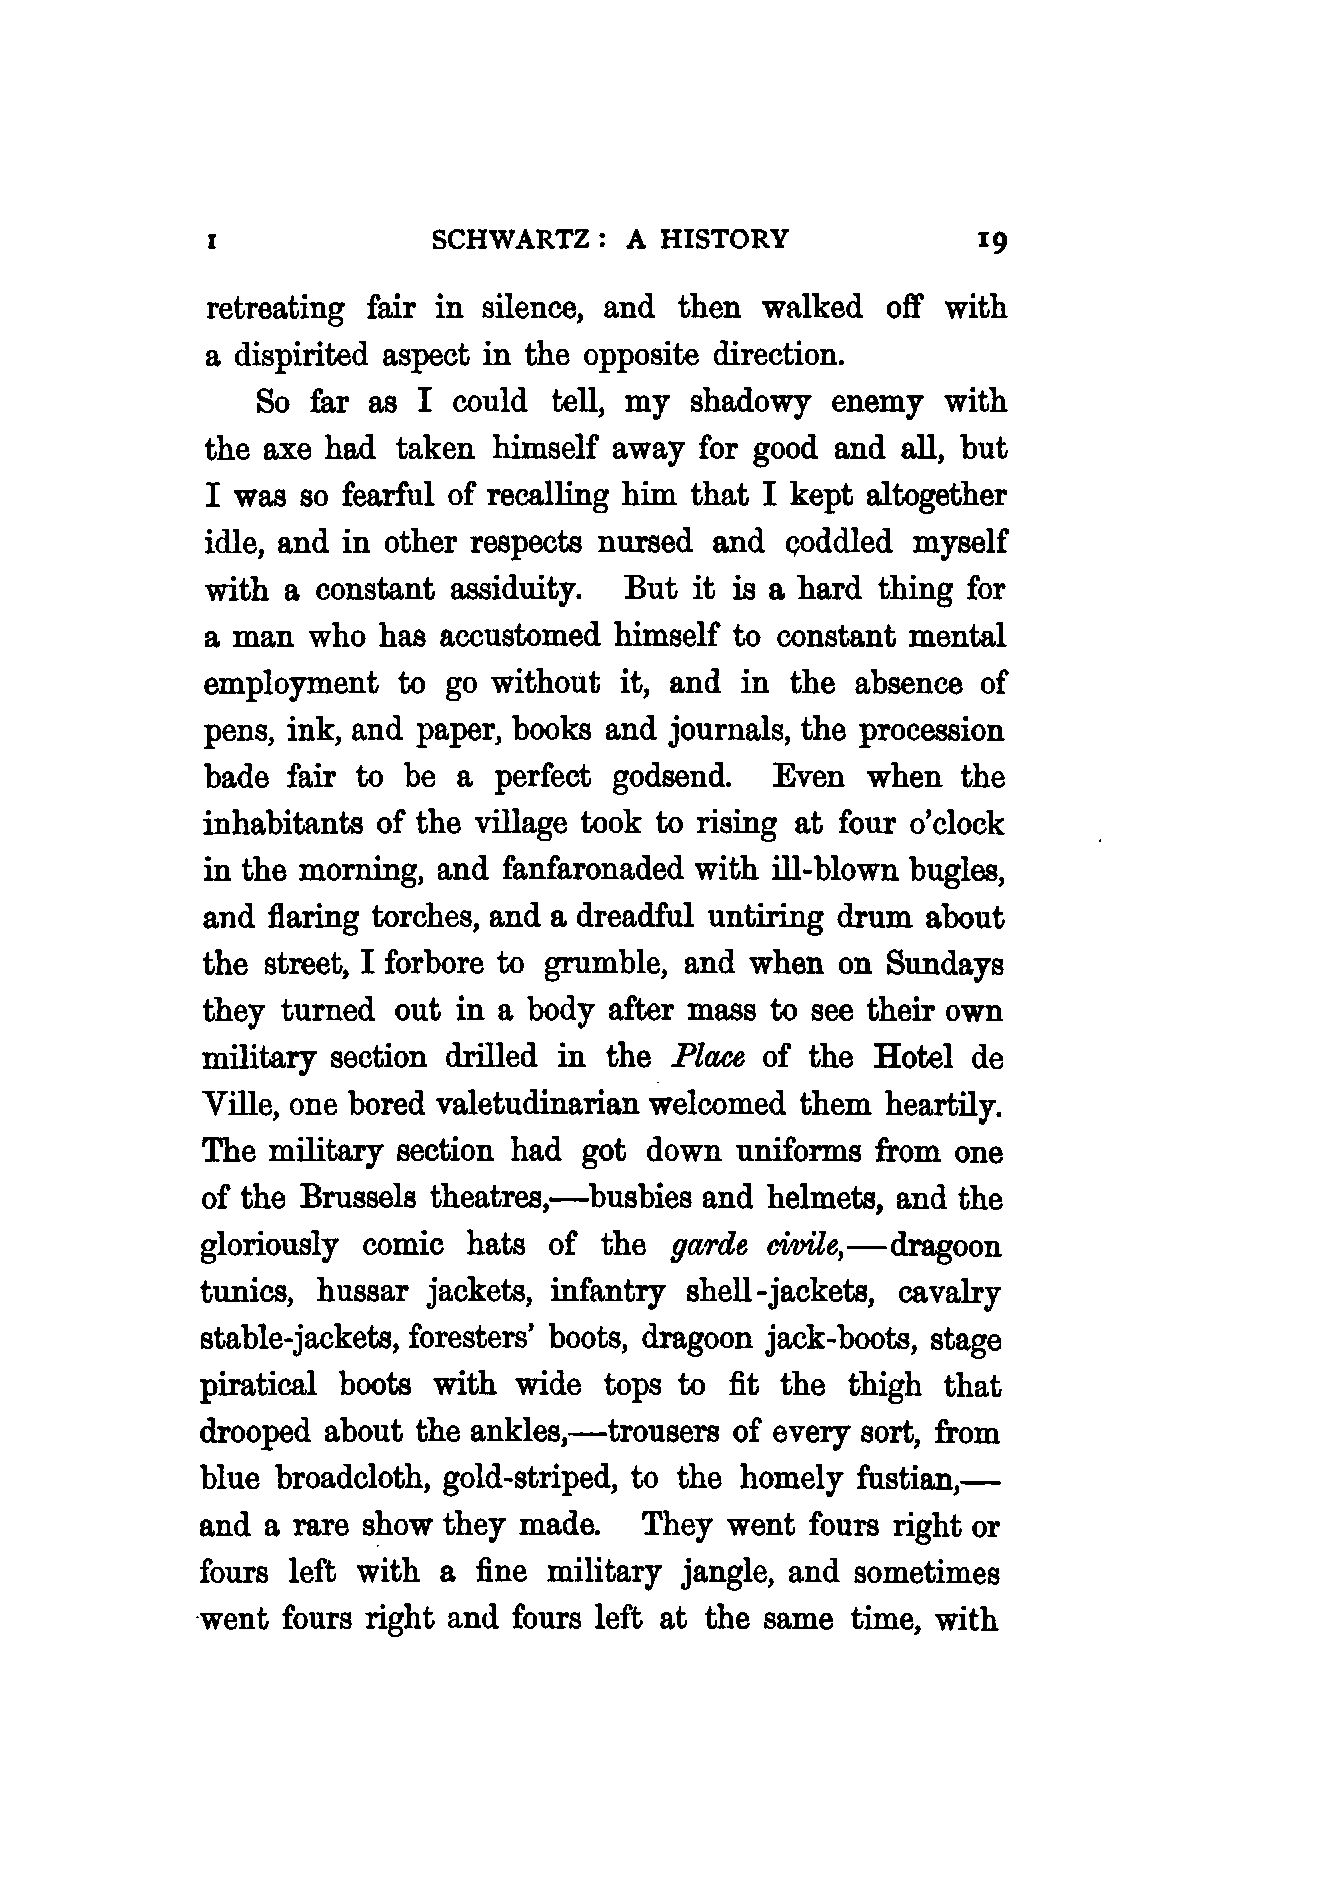 I SCHWARTZ: A HISTORY 19
retreating fair in silence, and then walked off with
a dispirited aspect in the opposite direction.
So far as I could tell, my shadowy enemy with
the axe had taken himself away for good and all, but
I was so fearful of recalling him that I kept altogether
idle, and in other respects nursed and coddled myself
with a constant assiduity. But it is a hard thing for
a man who has accustomed himself to constant mental
employment to go without it, and in the absence of
pens, ink, and paper, books and journals, the procession
bade fair to be a perfect godsend. Even when the
inhabitants of the village took to rising at four o'clock
in the morning, and fanfaronaded with ill-blown bugles,
and flaring torches, and a dreadful untiring drum about
the street, I forbore to grumble, and when on Sundays
they turned out in a body after mass to see their own
military section drilled in the Place of the Hotel de
Ville, one bored valetudinarian welcomed them heartily.
The military section had got down uniforms from one
of the Brussels theatres,—busbies and helmets, and the
gloriously comic hats of the garde civile,—dragoon
tunics, hussar jackets, infantry shell-jackets, cavalry
stable-jackets, foresters' boots, dragoon jack-boots, stage
piratical boots with wide tops to fit the thigh that
drooped about the ankles,—trousers of every sort, from
blue broadcloth, gold-striped, to the homely fustian,—
and a rare show they made. They went fours right or
fours left with a fine military jangle, and sometimes
went fours right and fours left at the same time, with